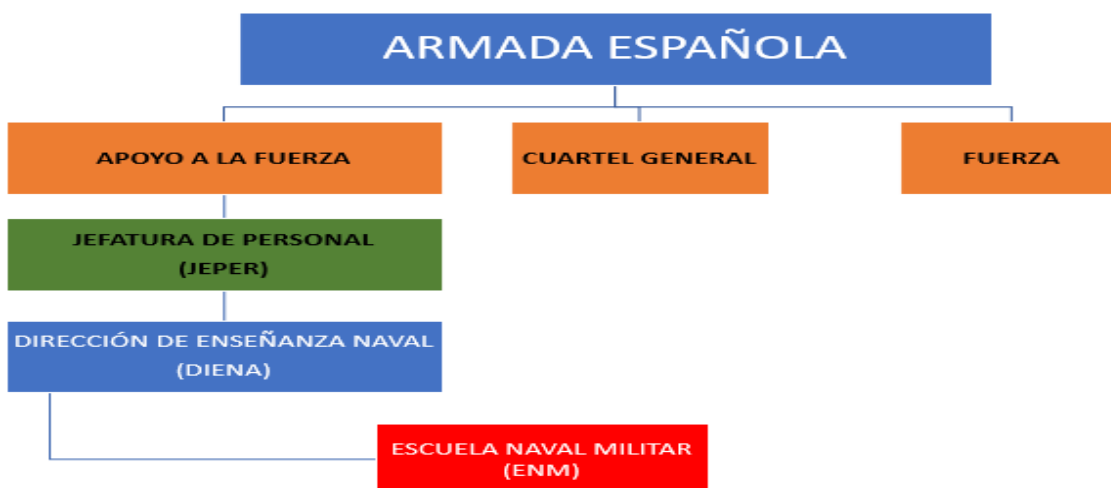 ARMADA ESPAÑOLA
APOYO A LA FUERZA
CUARTEL GENERAL
FUERZA
JEFATURA DE PERSONAL
(JEPER)
DIRECCIÓN DE ENSEÑANZA NAVAL
(DIENA)
ESCUELA NAVAL MILITAR
(ENM)